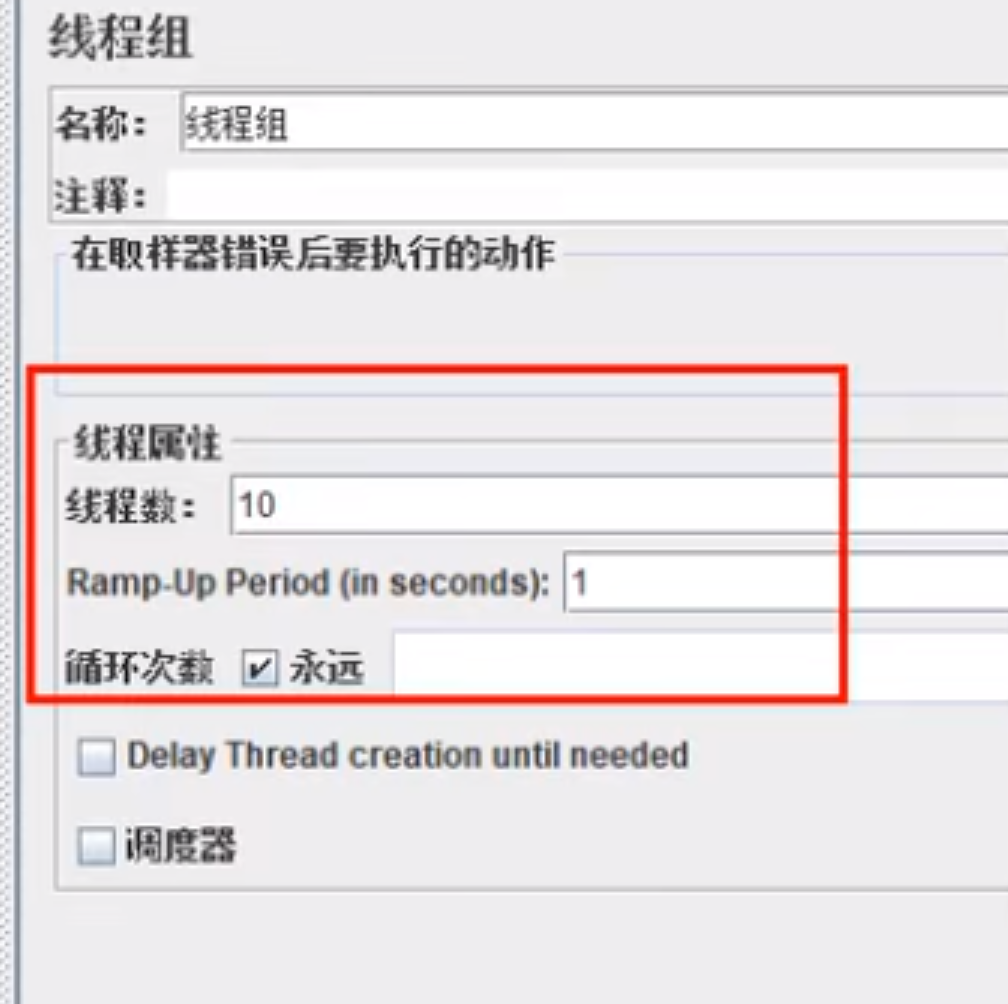 线程组
名称： 线程组
注释：
在取样器错误后要执行的动作
线程属性
线程数： 10
Ramp-Up Period (in seconds): 1
循环次数 永远
Delay Thread creation until needed
调度器